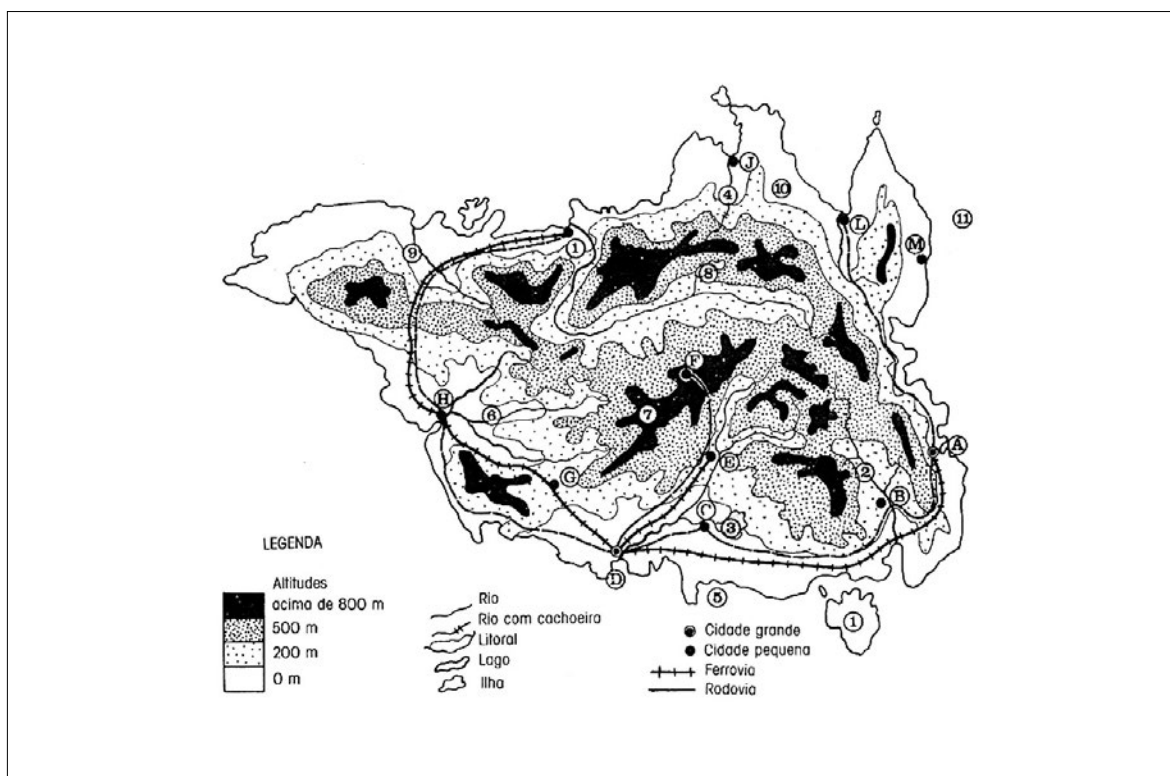 J
10
4
L
11
M
1
9
8
F
H
6
7
A
E
2
G
B
C
3
D
5
1
LEGENDA
Altitudes
acima de 800 m
500 m
200 m
0 m
Rio
Rio com cachoeira
Litoral
Lago
Ilha
Cidade grande
Cidade pequena
Ferrovia
Rodovia